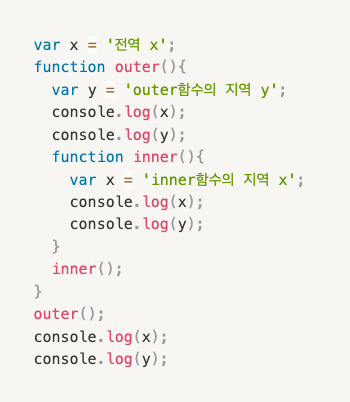 var x = '전역 x';
function outer(){
  var y = 'outer함수의 지역 y';
  console.log(x);
  console.log(y);
  function inner(){
    var x = 'inner함수의 지역 x';
    console.log(x);
    console.log(y);
  }
  inner();
}
outer();
console.log(x);
console.log(y);